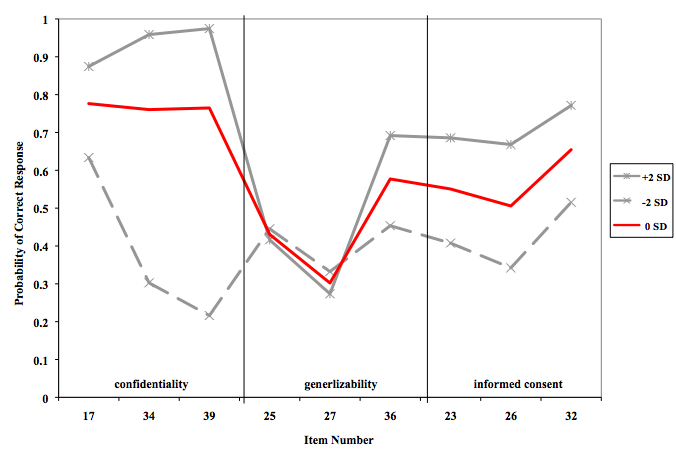 1
0.9
0.8
0.7
0.6
0.5
0.4
0.3
0.2
0.1
0
Probability of Correct Response
confidentiality
generlizability
informed consent
17 34 39 25 27 36 23 26 32
Item Number
+2 SD
-2 SD
0 SD